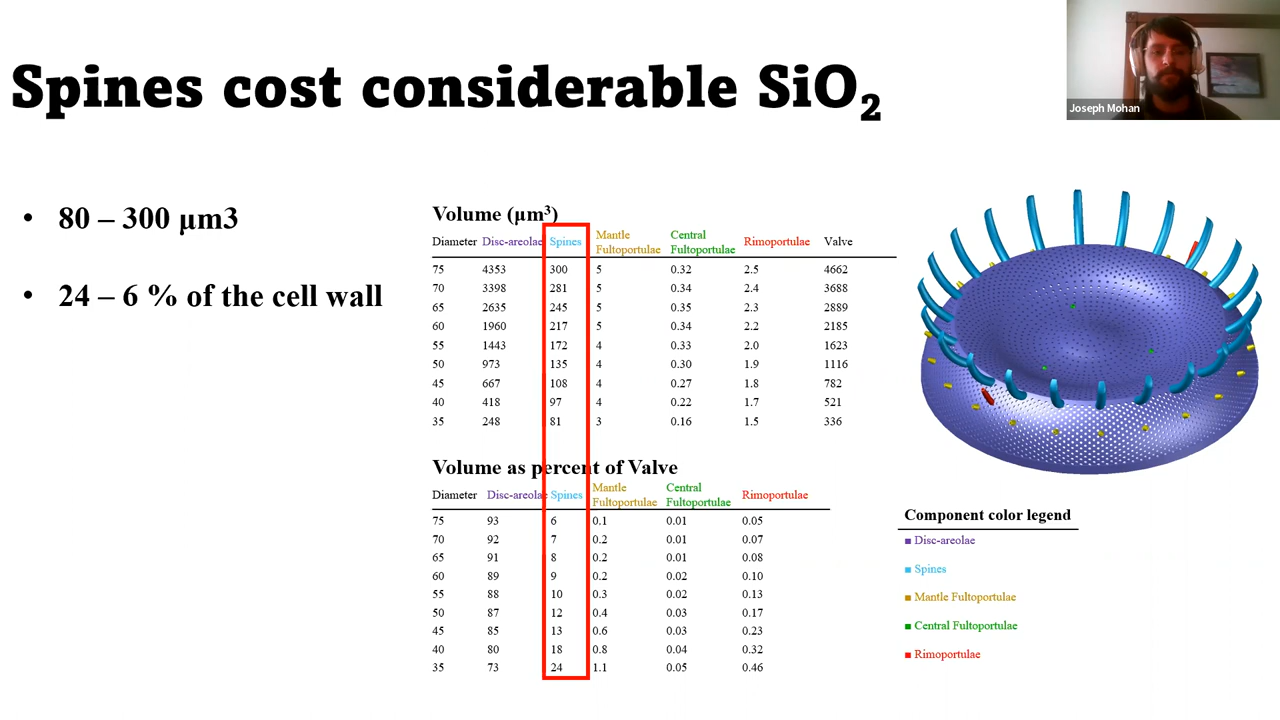 Spines cost considerable SiO2
Joseph Mohan
• 80 – 300 µm3
• 24 – 6 % of the cell wall
Volume (µm³)
Diameter Disc-areolae Spines Mantle Fultoportulae Central Fultoportulae Rimoportulae Valve
75 4353 300 5 0.32 2.5 4662
70 3398 281 5 0.34 2.4 3688
65 2635 245 5 0.35 2.3 2889
60 1960 217 5 0.34 2.2 2185
55 1443 172 4 0.33 2.0 1623
50 973 135 4 0.30 1.9 1116
45 667 108 4 0.27 1.8 782
40 418 97 4 0.22 1.7 521
35 248 81 3 0.16 1.5 336
Volume as percent of Valve
Diameter Disc-areolae Spines Mantle Fultoportulae Central Fultoportulae Rimoportulae
75 93 6 0.1 0.01 0.05
70 92 7 0.2 0.01 0.07
65 91 8 0.2 0.01 0.08
60 89 9 0.2 0.02 0.10
55 88 10 0.3 0.02 0.13
50 87 12 0.4 0.03 0.17
45 85 13 0.6 0.03 0.23
40 80 18 0.8 0.04 0.32
35 73 24 1.1 0.05 0.46
Component color legend
Disc-areolae
Spines
Mantle Fultoportulae
Central Fultoportulae
Rimoportulae